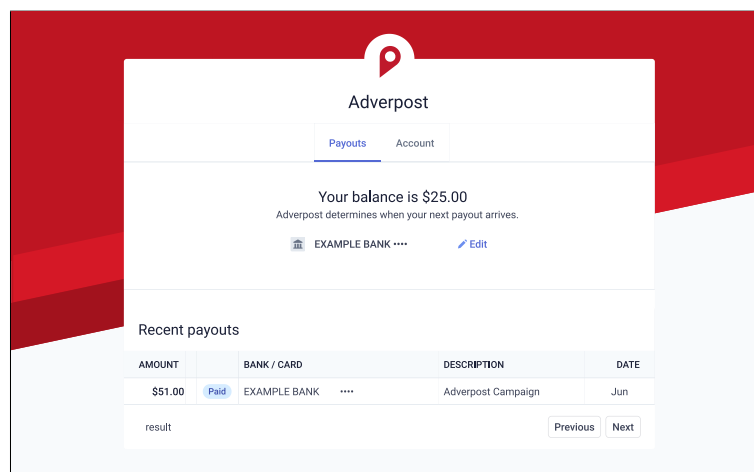 Adverpost
Payouts Account
Your balance is $25.00
Adverpost determines when your next payout arrives.
EXAMPLE BANK •••• Edit
Recent payouts
AMOUNT BANK / CARD DESCRIPTION DATE
$51.00 Paid EXAMPLE BANK •••• Adverpost Campaign Jun
result Previous Next